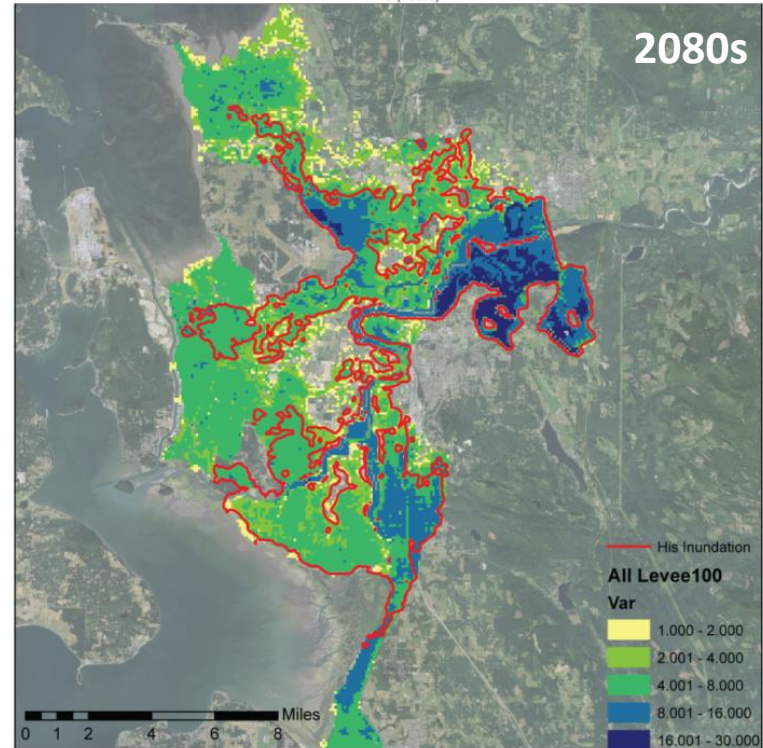 2080s
His Inundation
All Levee100
Var
1.000 - 2.000
2.001 - 4.000
4.001 - 8.000
8.001 - 16.000
16.001 - 30.000
Miles
0 1 2 4 6 8